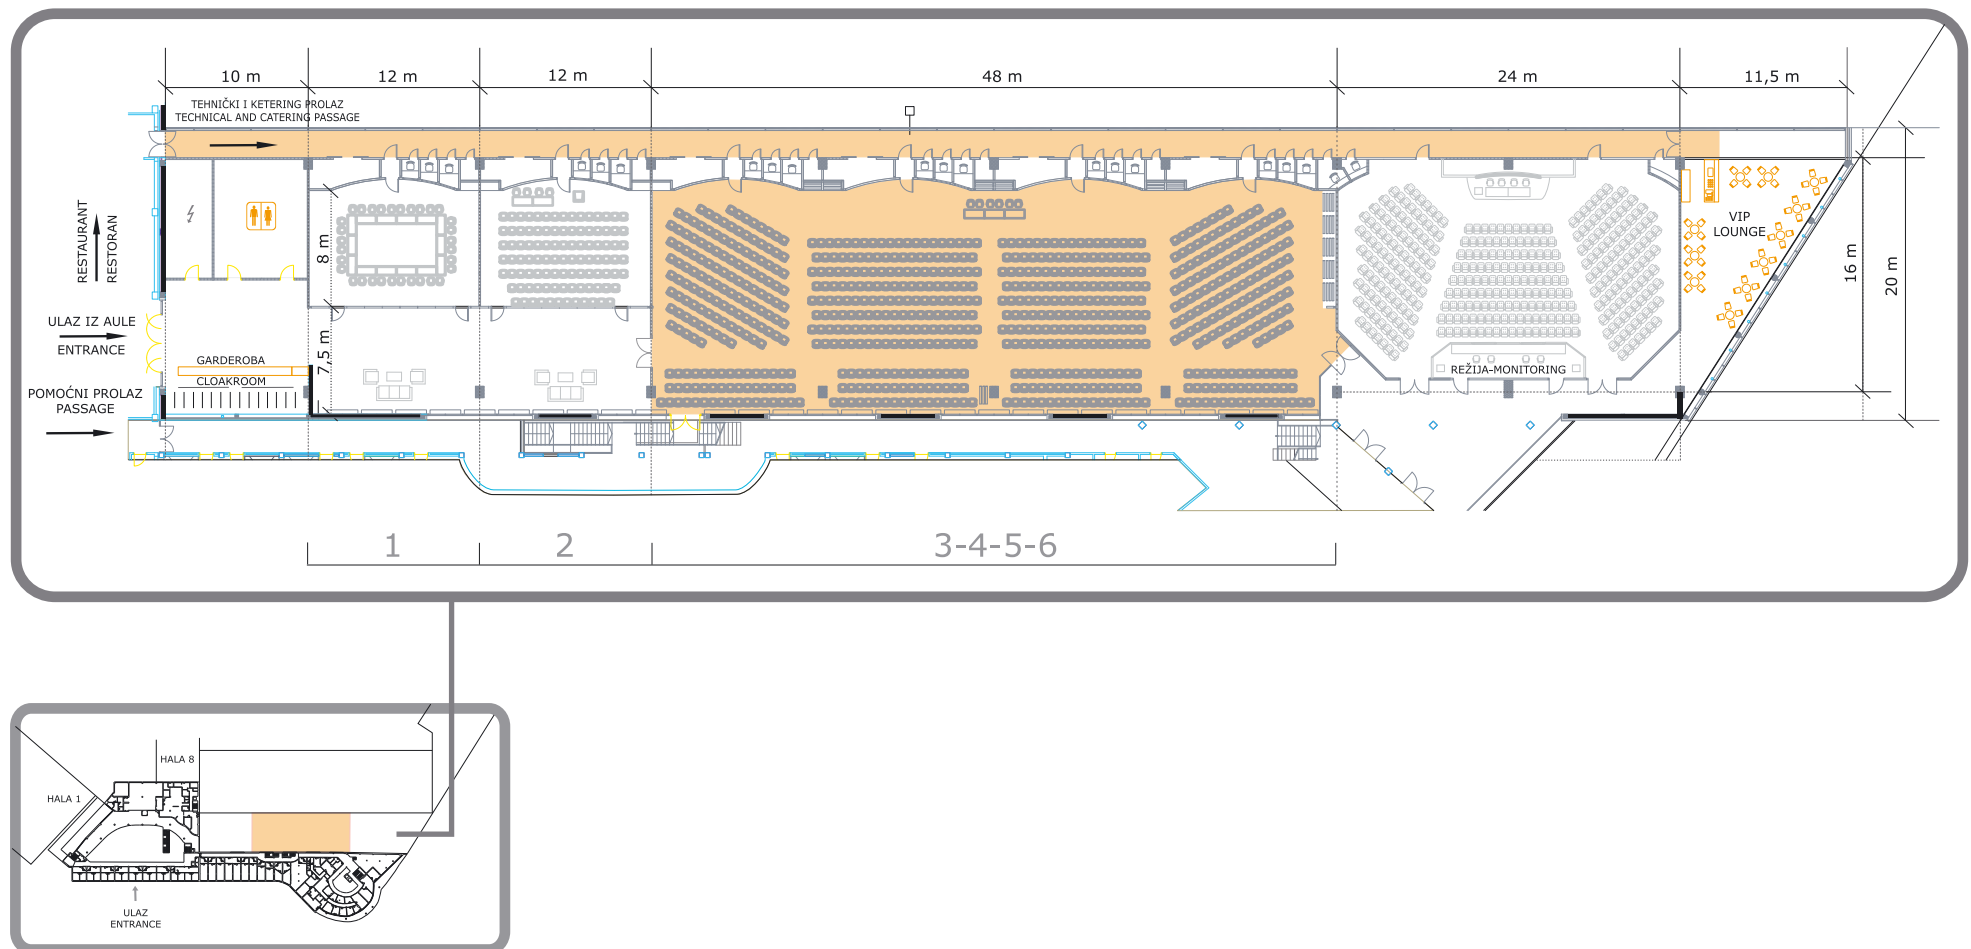 10 m
12 m
12 m
48 m
24 m
11,5 m
TEHNIČKI I KETERING PROLAZ
TECHNICAL AND CATERING PASSAGE
RESTAURANT
RESTORAN
8 m
7,5 m
VIP
LOUNGE
16 m
20 m
ULAZ IZ AULE
ENTRANCE
GARDEROBA
CLOAKROOM
POMOĆNI PROLAZ
PASSAGE
REŽIJA-MONITORING
1
2
3-4-5-6
HALA 8
HALA 1
ULAZ
ENTRANCE